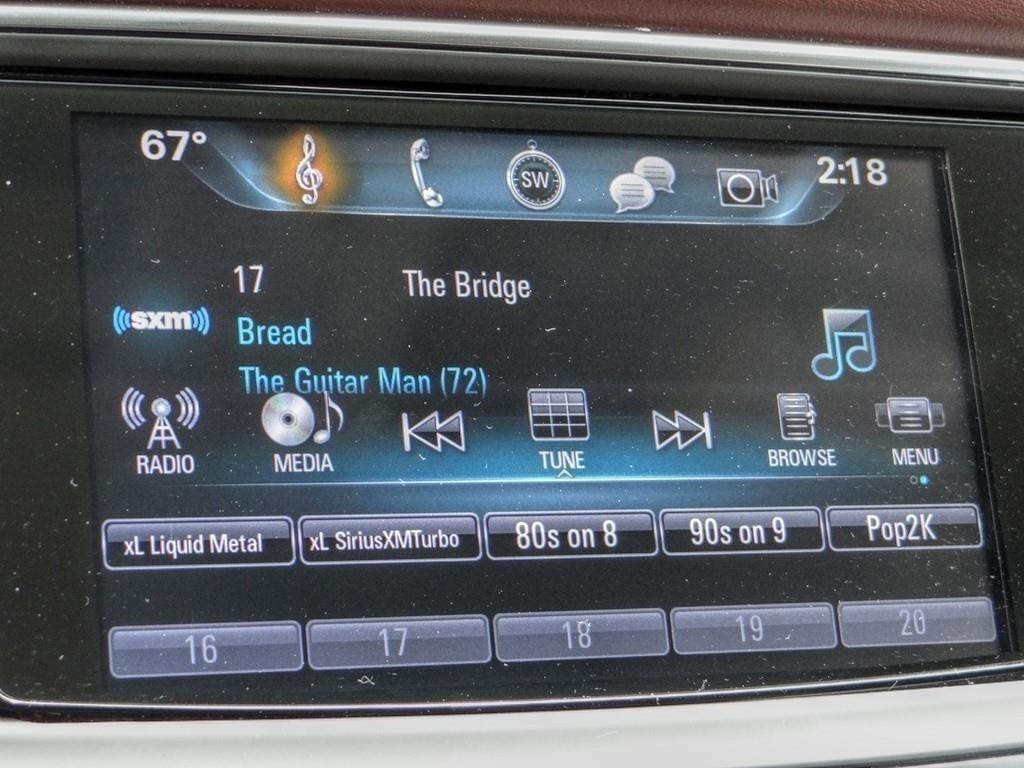 67°
SW
2:18
17
The Bridge
sxm
Bread
The Guitar Man (72)
RADIO
MEDIA
TUNE
BROWSE
MENU
xL Liquid Metal
xL SiriusXMTurbo
80s on 8
90s on 9
Pop2K
16
17
18
19
20